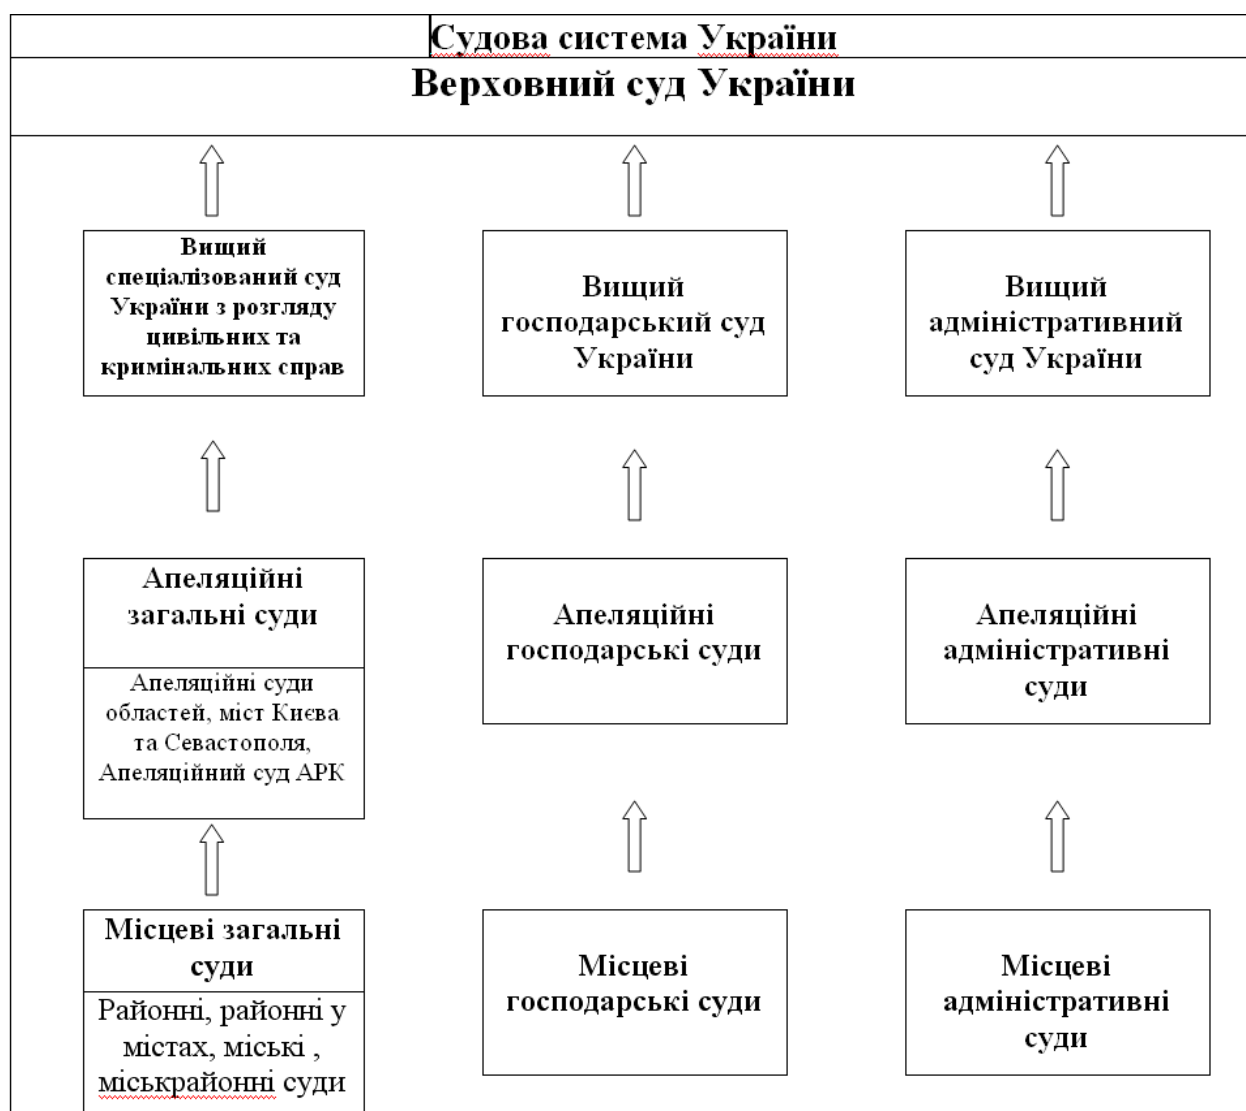 Судова система України
Верховний суд України
Вищий
спеціалізований суд
України з розгляду
цивільних та
кримінальних справ
Вищий
господарський суд
України
Вищий
адміністративний
суд України
Апеляційні
загальні суди
Апеляційні суди
областей, міст Києва
та Севастополя,
Апеляційний суд АРК
Апеляційні
господарські суди
Апеляційні
адміністративні
суди
Місцеві загальні
суди
Районні, районні у
містах, міські ,
міськрайонні суди
Місцеві
господарські суди
Місцеві
адміністративні
суди